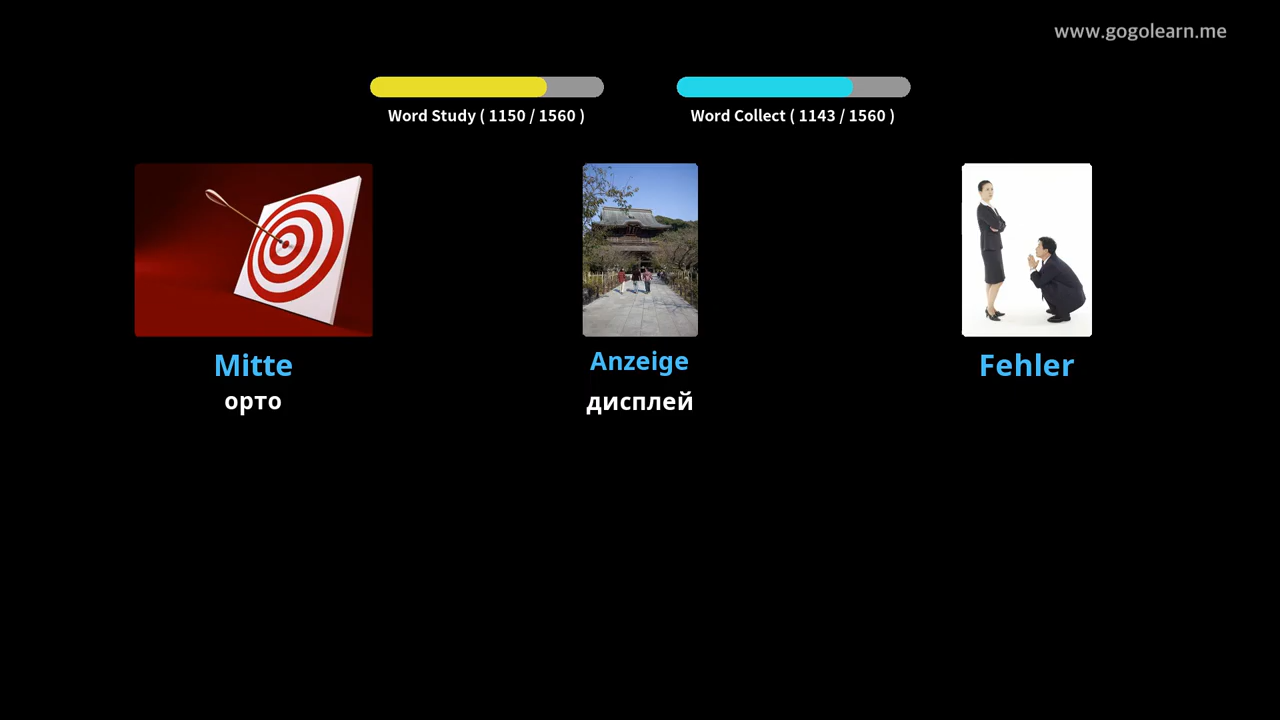 www.gogolearn.me
Word Study ( 1150 / 1560 )
Word Collect ( 1143 / 1560 )
Mitte
орто
Anzeige
дисплей
Fehler